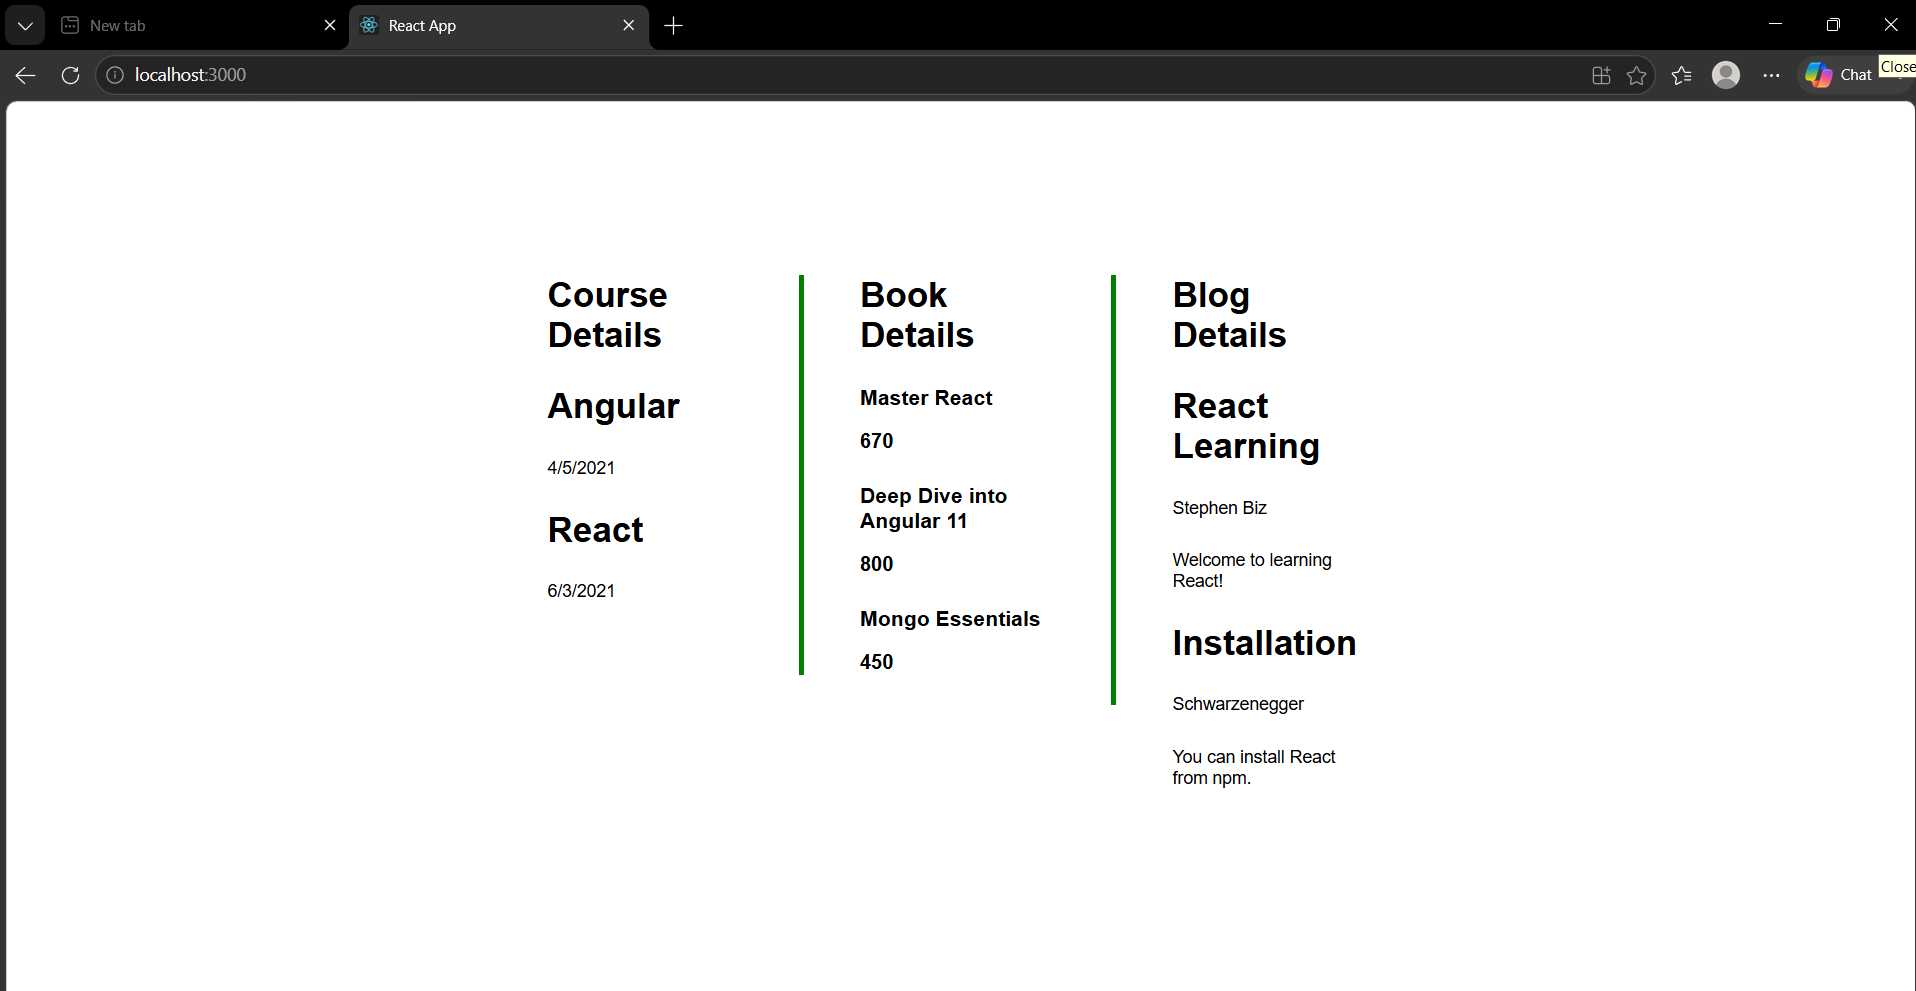 New tab
React App
localhost:3000
Chat
Close
Course
Details
Angular
4/5/2021
React
6/3/2021
Book
Details
Master React
670
Deep Dive into
Angular 11
800
Mongo Essentials
450
Blog
Details
React
Learning
Stephen Biz
Welcome to learning
React!
Installation
Schwarzenegger
You can install React
from npm.